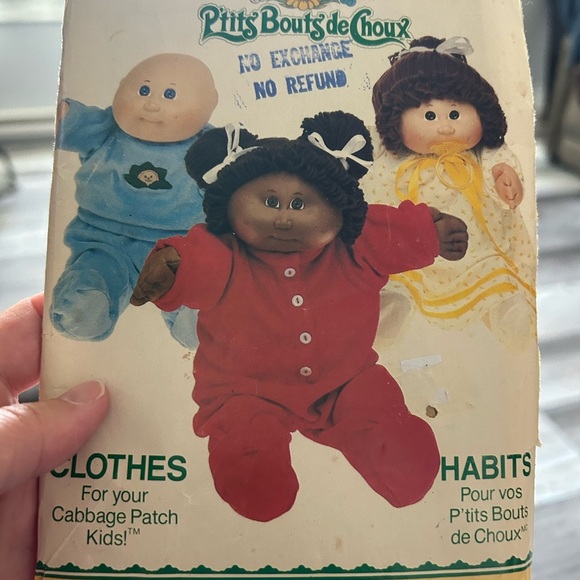 P'tits Bouts de Choux
NO EXCHANGE
NO REFUND
CLOTHES
For your
Cabbage Patch
Kids!™
HABITS
Pour vos
P'tits Bouts
de Choux MC